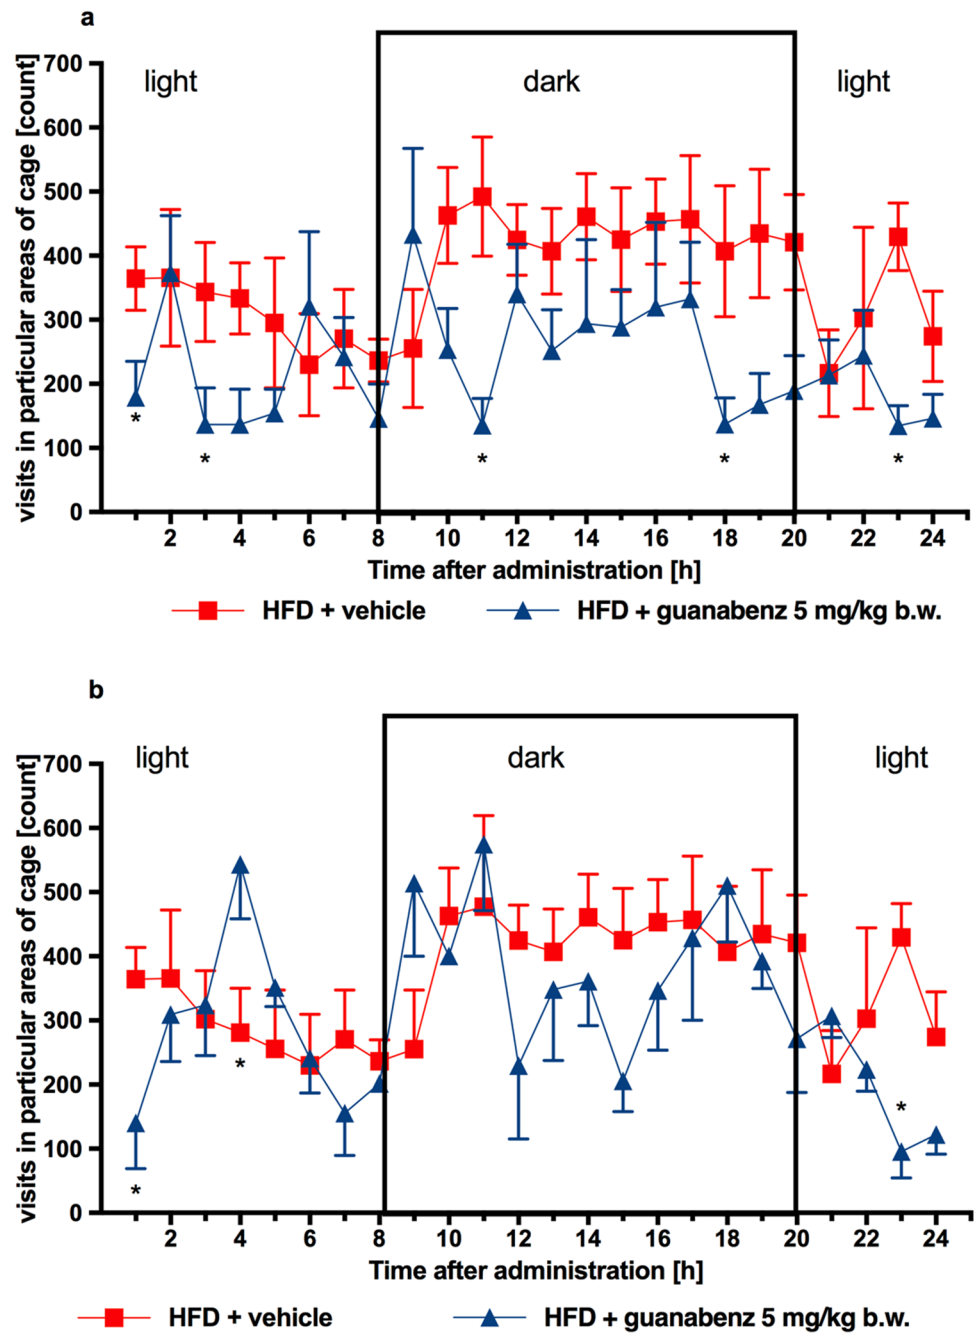 a
light dark light
visits in particular areas of cage [count]
700
600
500
400
300
200
100
0
* * * * *
2 4 6 8 10 12 14 16 18 20 22 24
Time after administration [h]
HFD + vehicle HFD + guanabenz 5 mg/kg b.w.
b
light dark light
visits in particular areas of cage [count]
700
600
500
400
300
200
100
0
* * *
2 4 6 8 10 12 14 16 18 20 22 24
Time after administration [h]
HFD + vehicle HFD + guanabenz 5 mg/kg b.w.